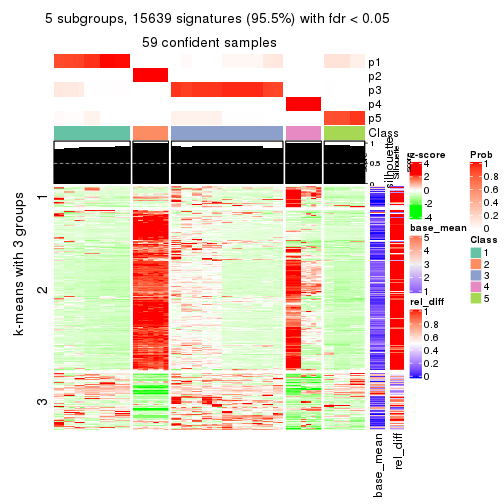 5 subgroups, 15639 signatures (95.5%) with fdr < 0.05
59 confident samples
p1
p2
p3
p4
p5
Class
1
0.5
0
silhouette
silhouette
score
k-means with 3 groups
1
2
3
base_mean
rel_diff
z-score
4
2
0
-2
-4
base_mean
5
4
3
2
1
rel_diff
1
0.8
0.6
0.4
0.2
0
Prob
1
0.8
0.6
0.4
0.2
0
Class
1
2
3
4
5